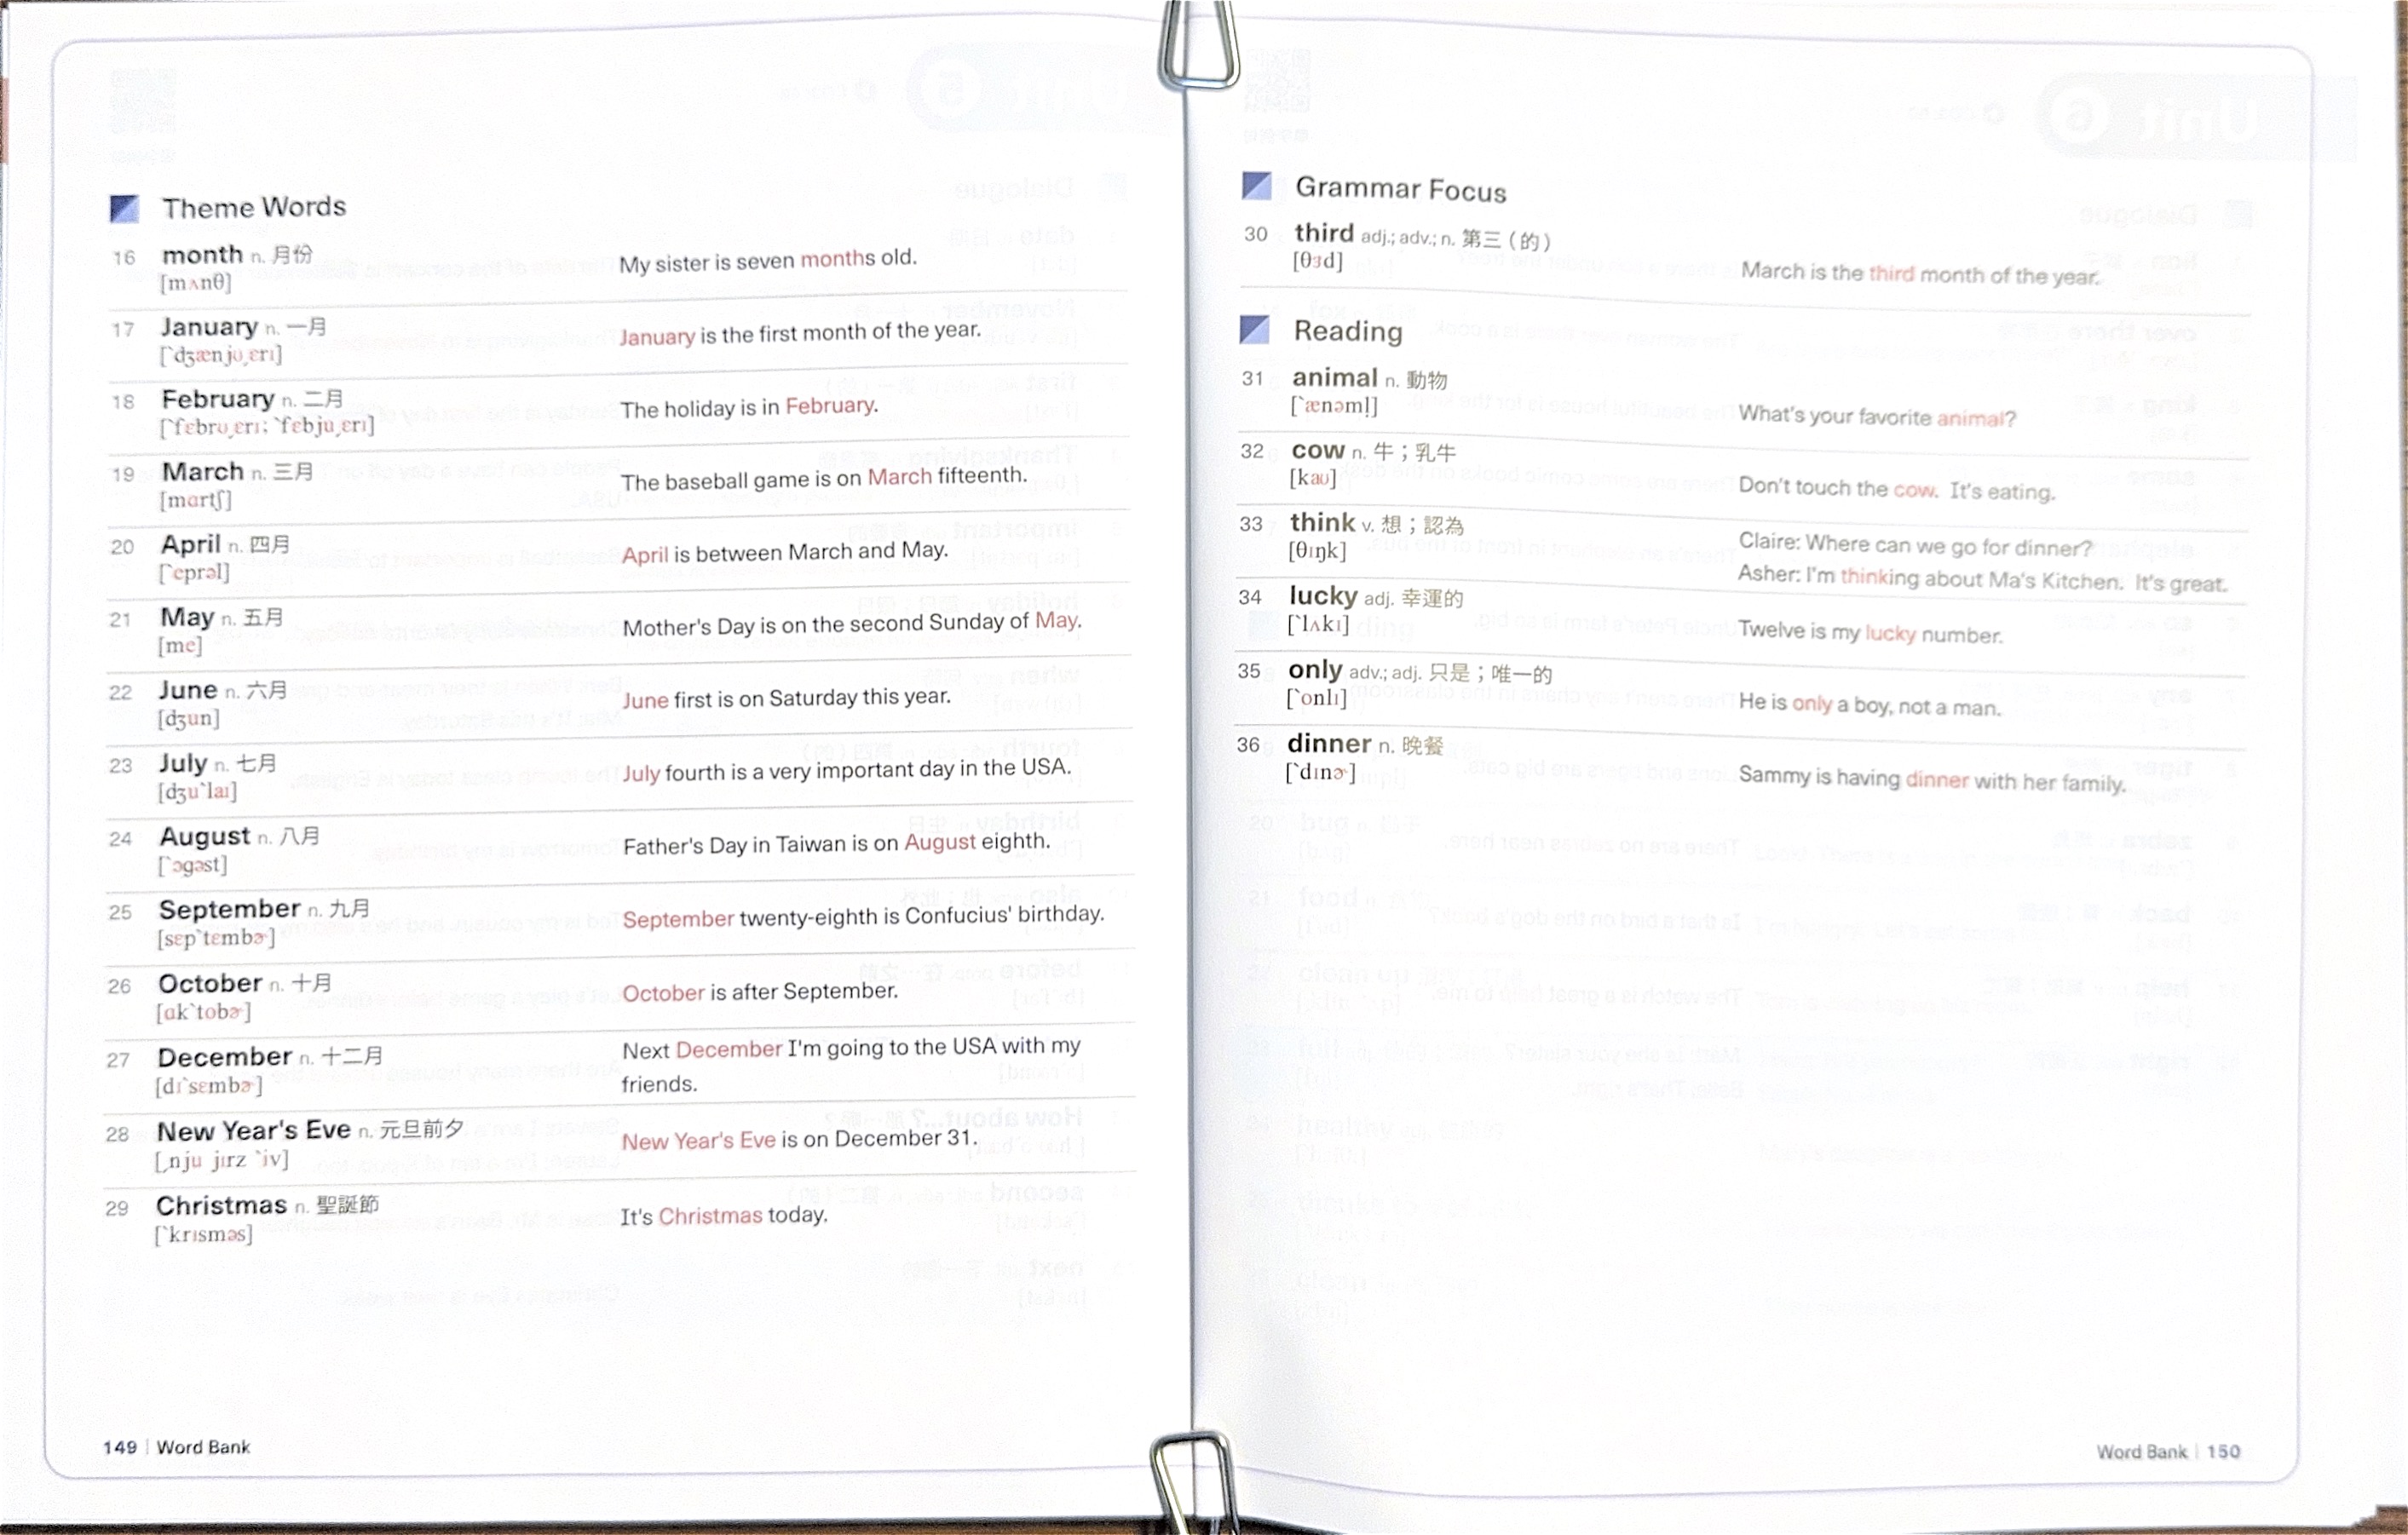 Theme Words
16 month n. 月份
[mʌnθ]
My sister is seven months old.
17 January n. 一月
[ˋdʒænjʊˏɛrɪ]
January is the first month of the year.
18 February n. 二月
[ˋfɛbrʊˏɛrɪ; ˋfɛbjʊˏɛrɪ]
The holiday is in February.
19 March n. 三月
[mɑrtʃ]
The baseball game is on March fifteenth.
20 April n. 四月
[ˋeprəl]
April is between March and May.
21 May n. 五月
[me]
Mother's Day is on the second Sunday of May.
22 June n. 六月
[dʒun]
June first is on Saturday this year.
23 July n. 七月
[dʒuˋlaɪ]
July fourth is a very important day in the USA.
24 August n. 八月
[ˋɔgəst]
Father's Day in Taiwan is on August eighth.
25 September n. 九月
[sɛpˋtɛmbɚ]
September twenty-eighth is Confucius' birthday.
26 October n. 十月
[ɑkˋtobɚ]
October is after September.
27 December n. 十二月
[dɪˋsɛmbɚ]
Next December I'm going to the USA with my
friends.
28 New Year's Eve n. 元旦前夕
[ˏnju jɪrz ˋiv]
New Year's Eve is on December 31.
29 Christmas n. 聖誕節
[ˋkrɪsməs]
It's Christmas today.
149 | Word Bank
Grammar Focus
30 third adj.; adv.; n. 第三（的）
[θɝd]
March is the third month of the year.
Reading
31 animal n. 動物
[ˋænəml̩]
What's your favorite animal?
32 cow n. 牛；乳牛
[kaʊ]
Don't touch the cow. It's eating.
33 think v. 想；認為
[θɪŋk]
Claire: Where can we go for dinner?
Asher: I'm thinking about Ma's Kitchen. It's great.
34 lucky adj. 幸運的
[ˋlʌkɪ]
Twelve is my lucky number.
35 only adv.; adj. 只是；唯一的
[ˋonlɪ]
He is only a boy, not a man.
36 dinner n. 晚餐
[ˋdɪnɚ]
Sammy is having dinner with her family.
Word Bank | 150